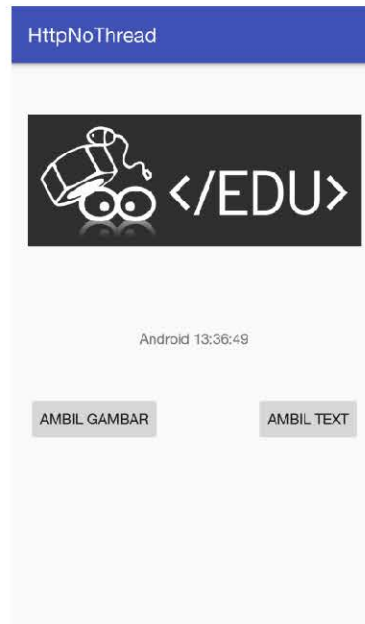 HttpNoThread
</EDU>
Android 13:36:49
AMBIL GAMBAR
AMBIL TEXT